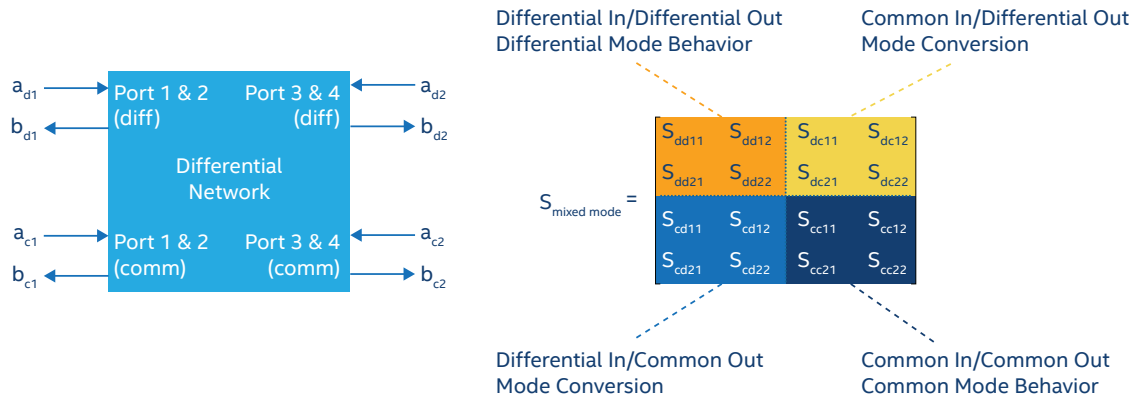 Differential In/Differential Out
Differential Mode Behavior
Common In/Differential Out
Mode Conversion
a_d1
b_d1
Port 1 & 2
(diff)
Port 3 & 4
(diff)
a_d2
b_d2
Differential
Network
a_c1
b_c1
Port 1 & 2
(comm)
Port 3 & 4
(comm)
a_c2
b_c2
S_mixed mode =
S_dd11 S_dd12 S_dc11 S_dc12
S_dd21 S_dd22 S_dc21 S_dc22
S_cd11 S_cd12 S_cc11 S_cc12
S_cd21 S_cd22 S_cc21 S_cc22
Differential In/Common Out
Mode Conversion
Common In/Common Out
Common Mode Behavior